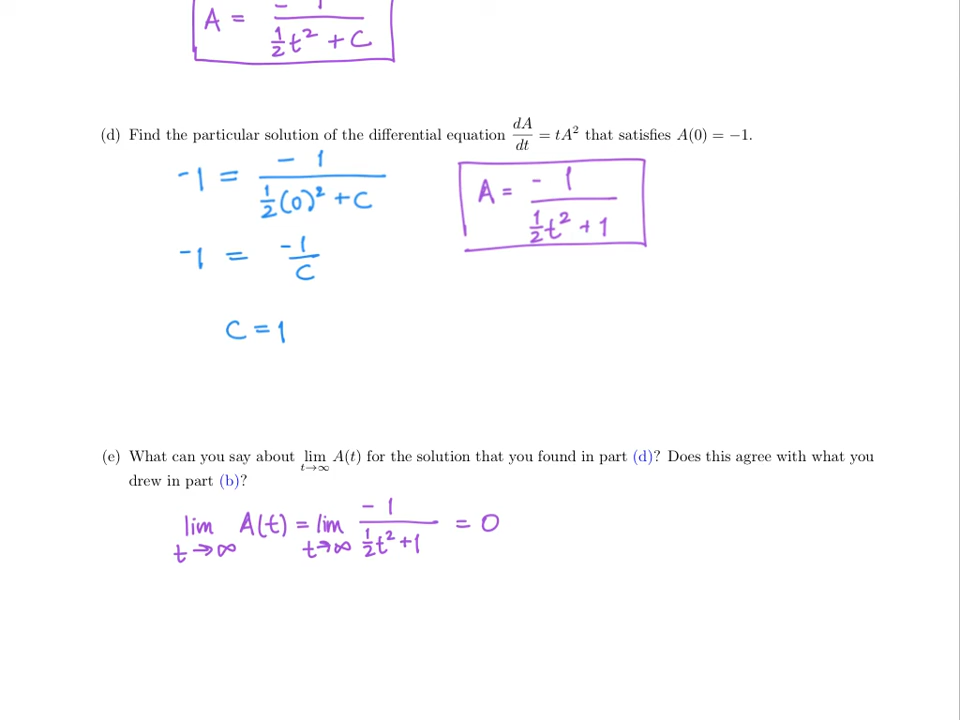 A = -1 / (½t² + C)
(d) Find the particular solution of the differential equation dA/dt = tA² that satisfies A(0) = −1.
-1 = -1 / (½(0)² + C)
A = -1 / (½t² + 1)
-1 = -1/C
C = 1
(e) What can you say about lim t→∞ A(t) for the solution that you found in part (d)? Does this agree with what you
drew in part (b)?
lim t→∞ A(t) = lim t→∞ -1 / (½t² + 1) = 0